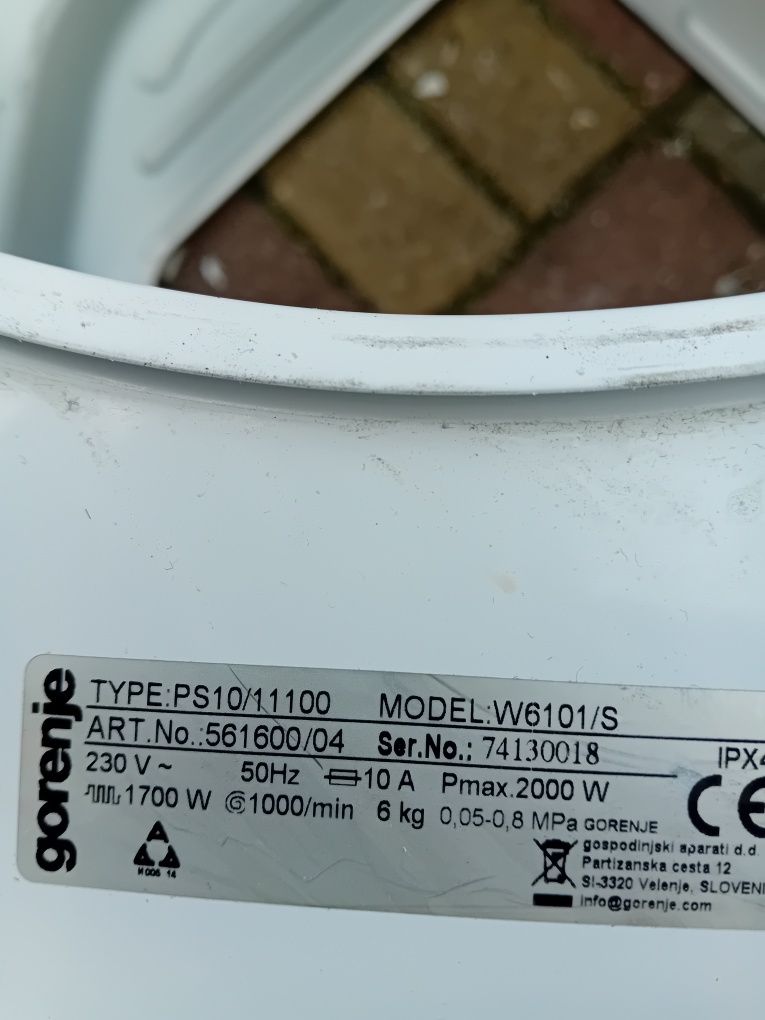 gorenje
TYPE:PS10/11100 MODEL:W6101/S
ART.No.:561600/04 Ser.No.: 74130018 IPX4
230 V ~ 50Hz 10 A Pmax.2000 W
1700 W 1000/min 6 kg 0,05-0,8 MPa GORENJE
gospodinjski aparati d.d.
Partizanska cesta 12
SI-3320 Velenje, SLOVENI
info@gorenje.com
CE
A